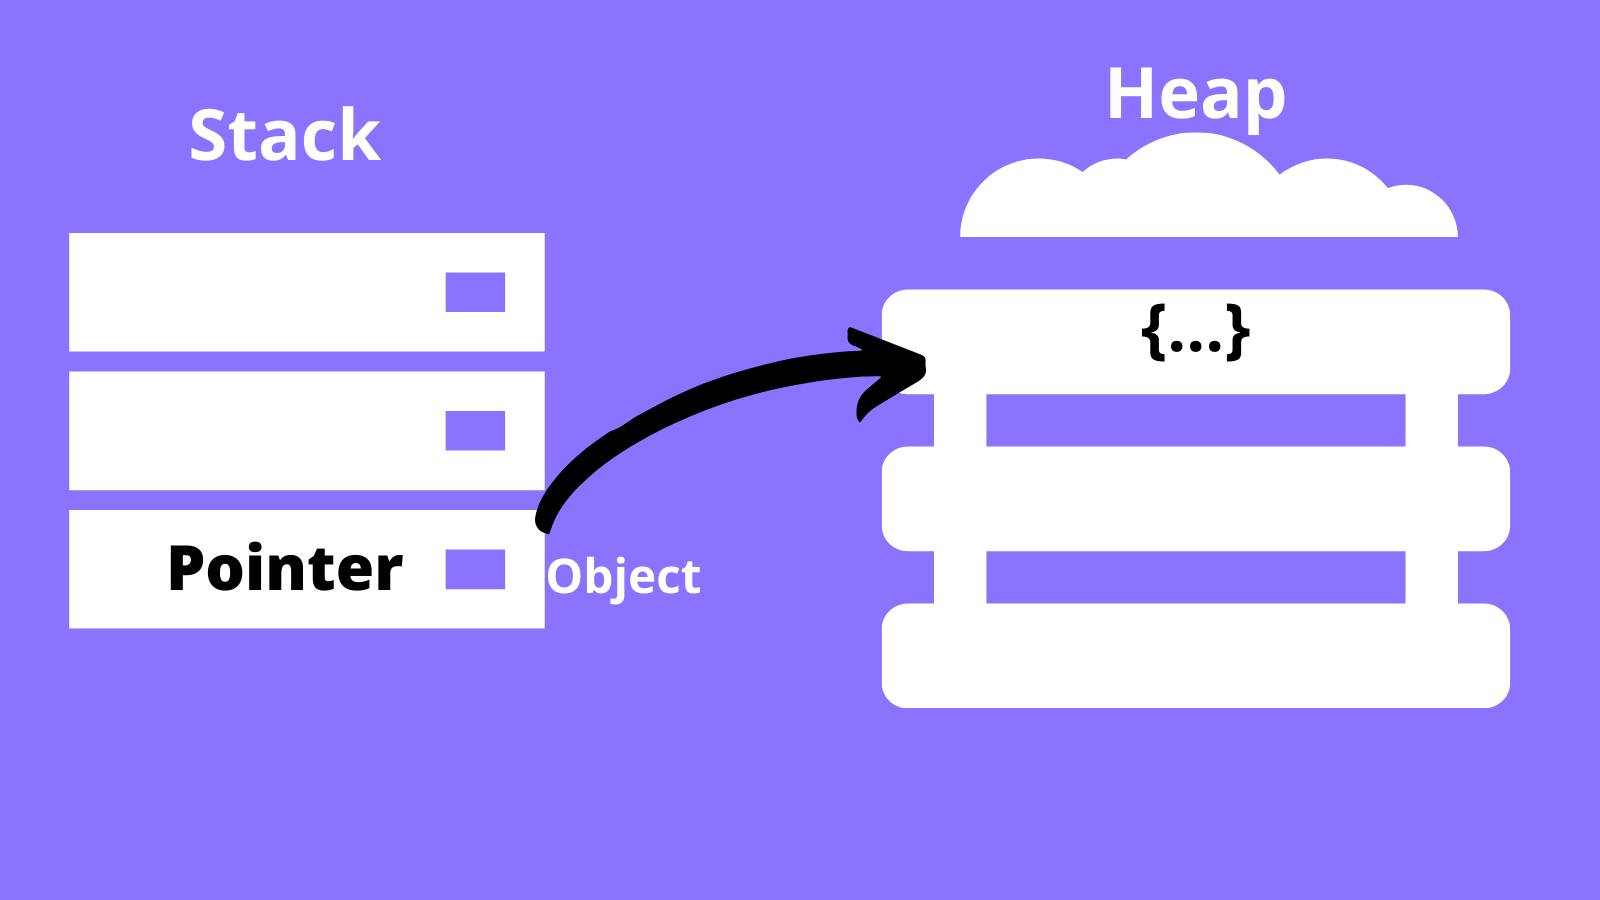 Stack
Heap
{...}
Pointer
Object